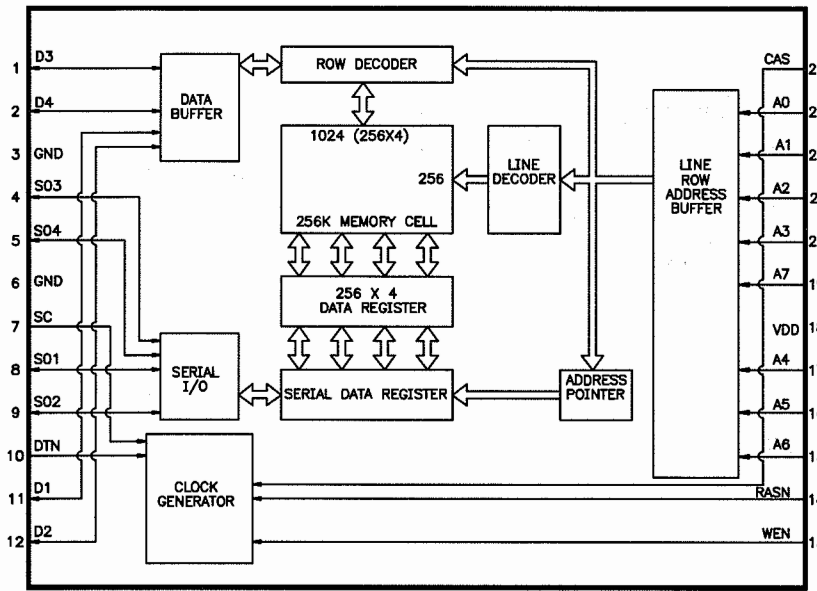 1 D3
2 D4
3 GND
4 SO3
5 SO4
6 GND
7 SC
8 SO1
9 SO2
10 DTN
11 D1
12 D2
DATA
BUFFER
ROW DECODER
1024 (256X4)
256
256K MEMORY CELL
LINE
DECODER
LINE
ROW
ADDRESS
BUFFER
256 X 4
DATA REGISTER
SERIAL
I/O
SERIAL DATA REGISTER
ADDRESS
POINTER
CLOCK
GENERATOR
CAS
A0
A1
A2
A3
A7
VDD
A4
A5
A6
RASN
WEN